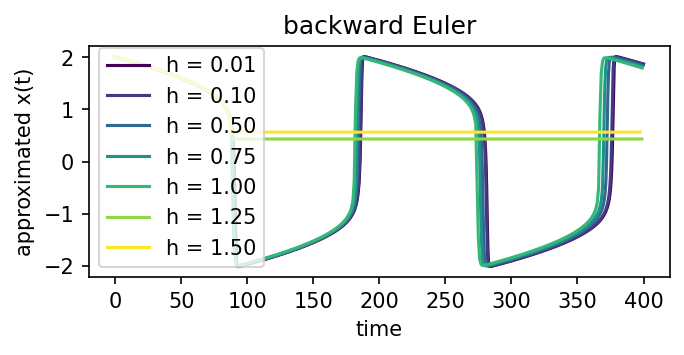 backward Euler
approximated x(t)
2
1
0
−1
−2
h = 0.01
h = 0.10
h = 0.50
h = 0.75
h = 1.00
h = 1.25
h = 1.50
0 50 100 150 200 250 300 350 400
time